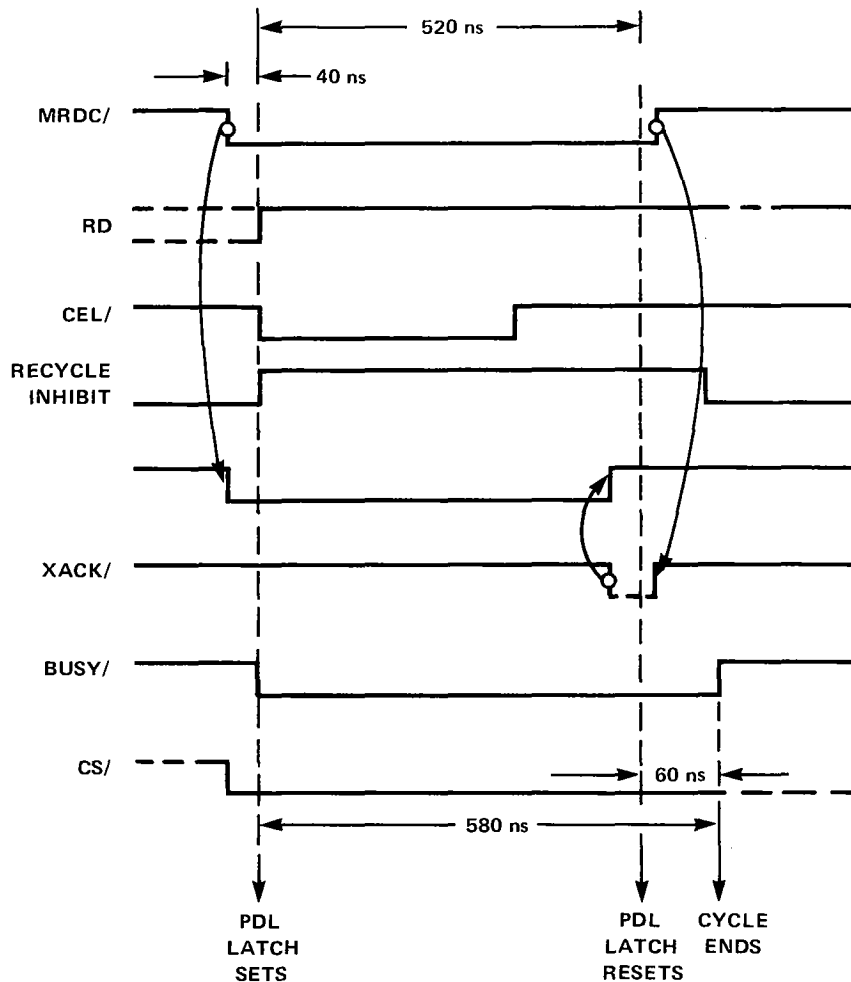 520 ns
40 ns
MRDC/
RD
CEL/
RECYCLE
INHIBIT
XACK/
BUSY/
CS/
60 ns
580 ns
PDL
LATCH
SETS
PDL
LATCH
RESETS
CYCLE
ENDS